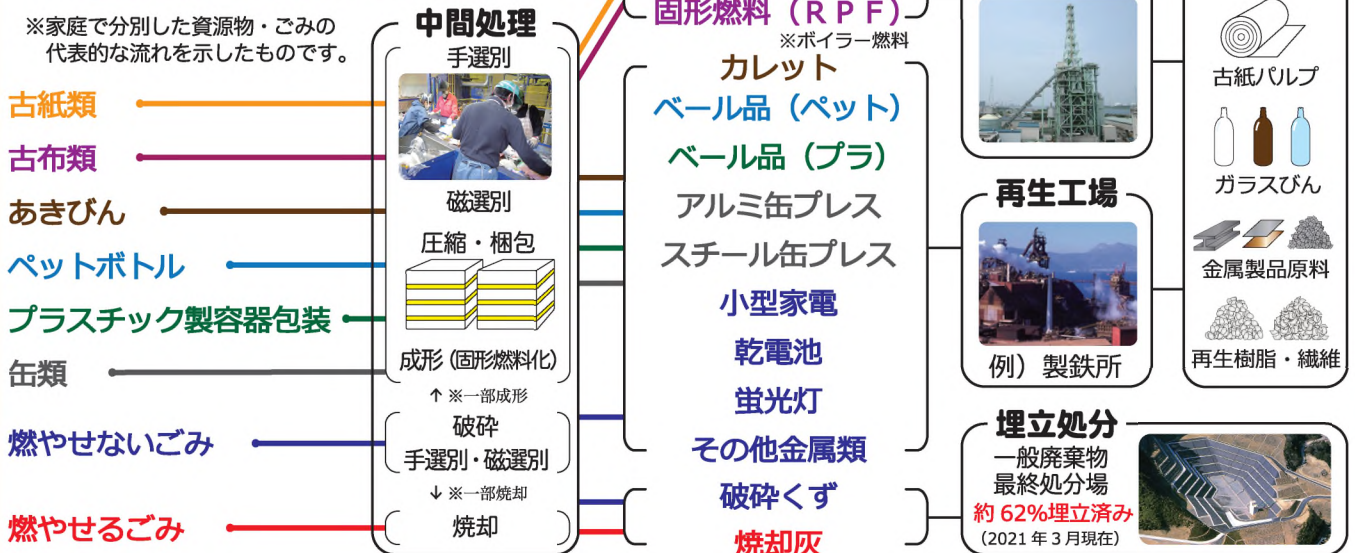 ※家庭で分別した資源物・ごみの
代表的な流れを示したものです。
古紙類
古布類
あきびん
ペットボトル
プラスチック製容器包装
缶類
燃やせないごみ
燃やせるごみ
中間処理
手選別
磁選別
圧縮・梱包
成形(固形燃料化)
↑ ※一部成形
破砕
手選別・磁選別
↓ ※一部焼却
焼却
固形燃料(RPF)
※ボイラー燃料
カレット
ベール品(ペット)
ベール品(プラ)
アルミ缶プレス
スチール缶プレス
小型家電
乾電池
蛍光灯
その他金属類
破砕くず
焼却灰
再生工場
例)製鉄所
埋立処分
一般廃棄物
最終処分場
約62%埋立済み
(2021年3月現在)
古紙パルプ
ガラスびん
金属製品原料
再生樹脂・繊維